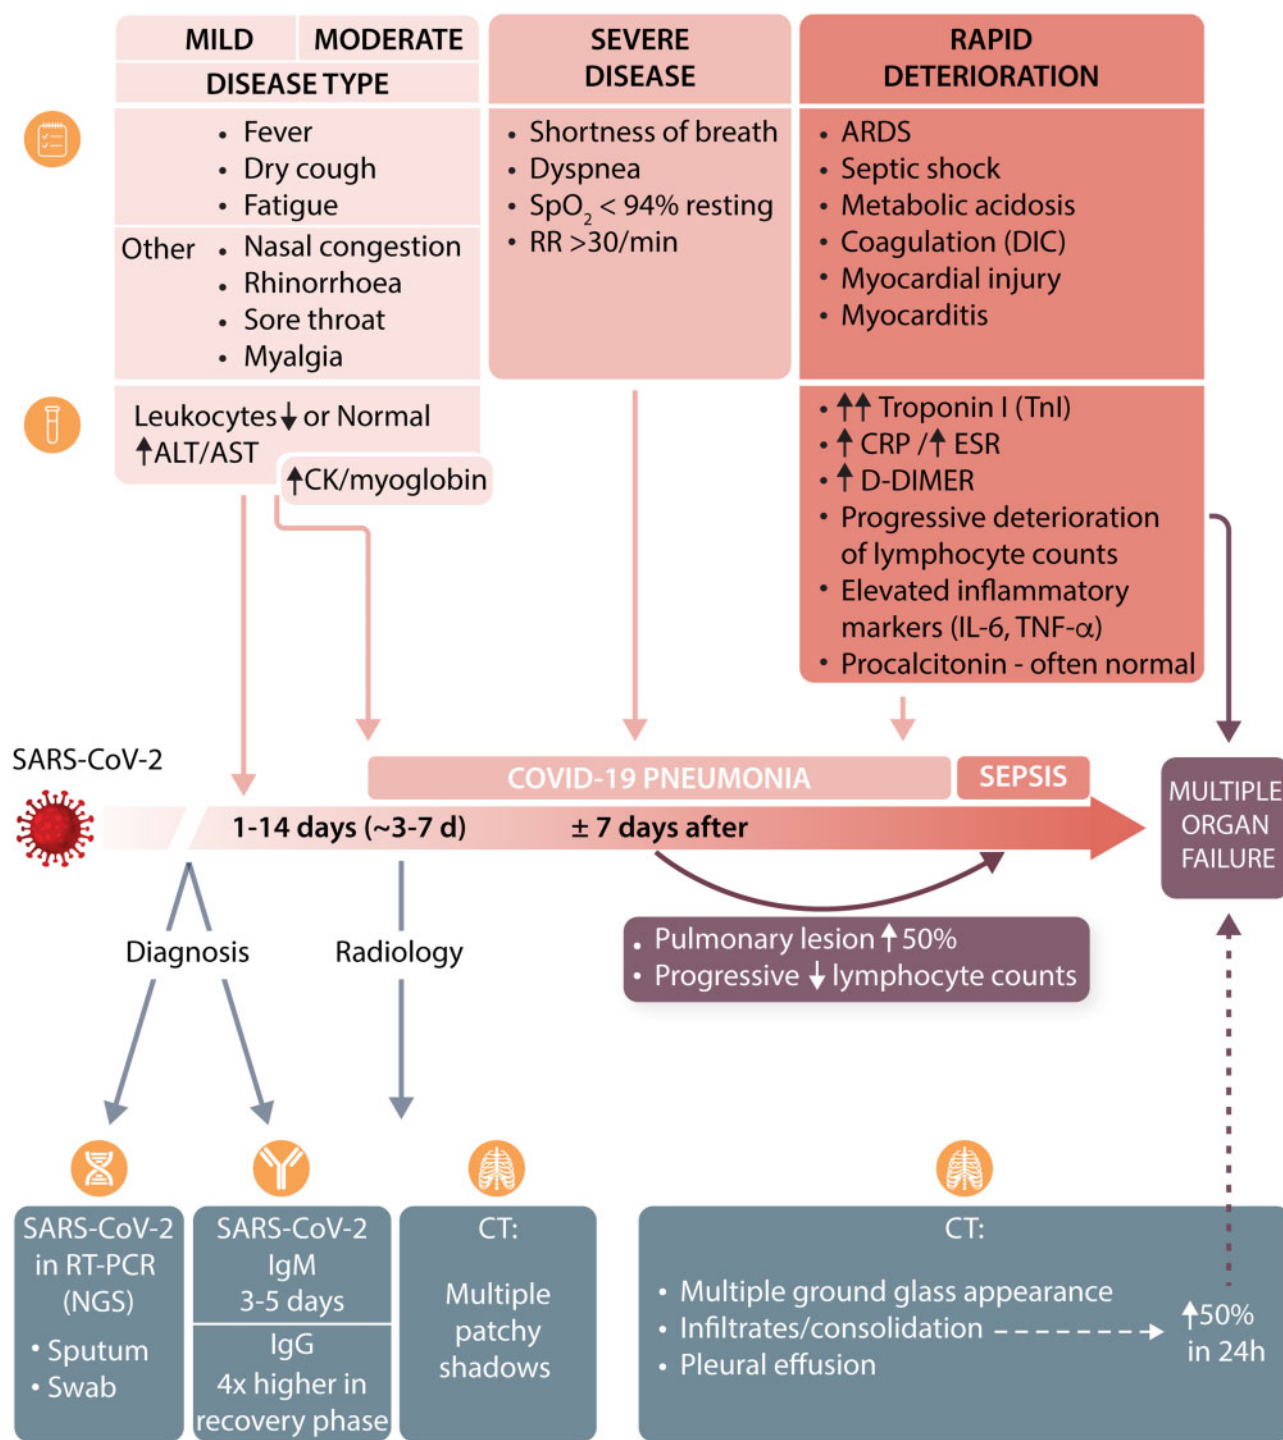 MILD
MODERATE
DISEASE TYPE
• Fever
• Dry cough
• Fatigue
Other
• Nasal congestion
• Rhinorrhoea
• Sore throat
• Myalgia
Leukocytes ↓ or Normal
↑ALT/AST
↑CK/myoglobin
SEVERE
DISEASE
• Shortness of breath
• Dyspnea
• SpO₂ < 94% resting
• RR >30/min
RAPID
DETERIORATION
• ARDS
• Septic shock
• Metabolic acidosis
• Coagulation (DIC)
• Myocardial injury
• Myocarditis
• ↑↑ Troponin I (TnI)
• ↑ CRP /↑ ESR
• ↑ D-DIMER
• Progressive deterioration
of lymphocyte counts
• Elevated inflammatory
markers (IL-6, TNF-α)
• Procalcitonin - often normal
SARS-CoV-2
COVID-19 PNEUMONIA
SEPSIS
1-14 days (~3-7 d)
± 7 days after
MULTIPLE
ORGAN
FAILURE
• Pulmonary lesion ↑ 50%
• Progressive ↓ lymphocyte counts
Diagnosis
Radiology
SARS-CoV-2
in RT-PCR
(NGS)
• Sputum
• Swab
SARS-CoV-2
IgM
3-5 days
IgG
4x higher in
recovery phase
CT:
Multiple
patchy
shadows
CT:
• Multiple ground glass appearance
• Infiltrates/consolidation
• Pleural effusion
↑50%
in 24h